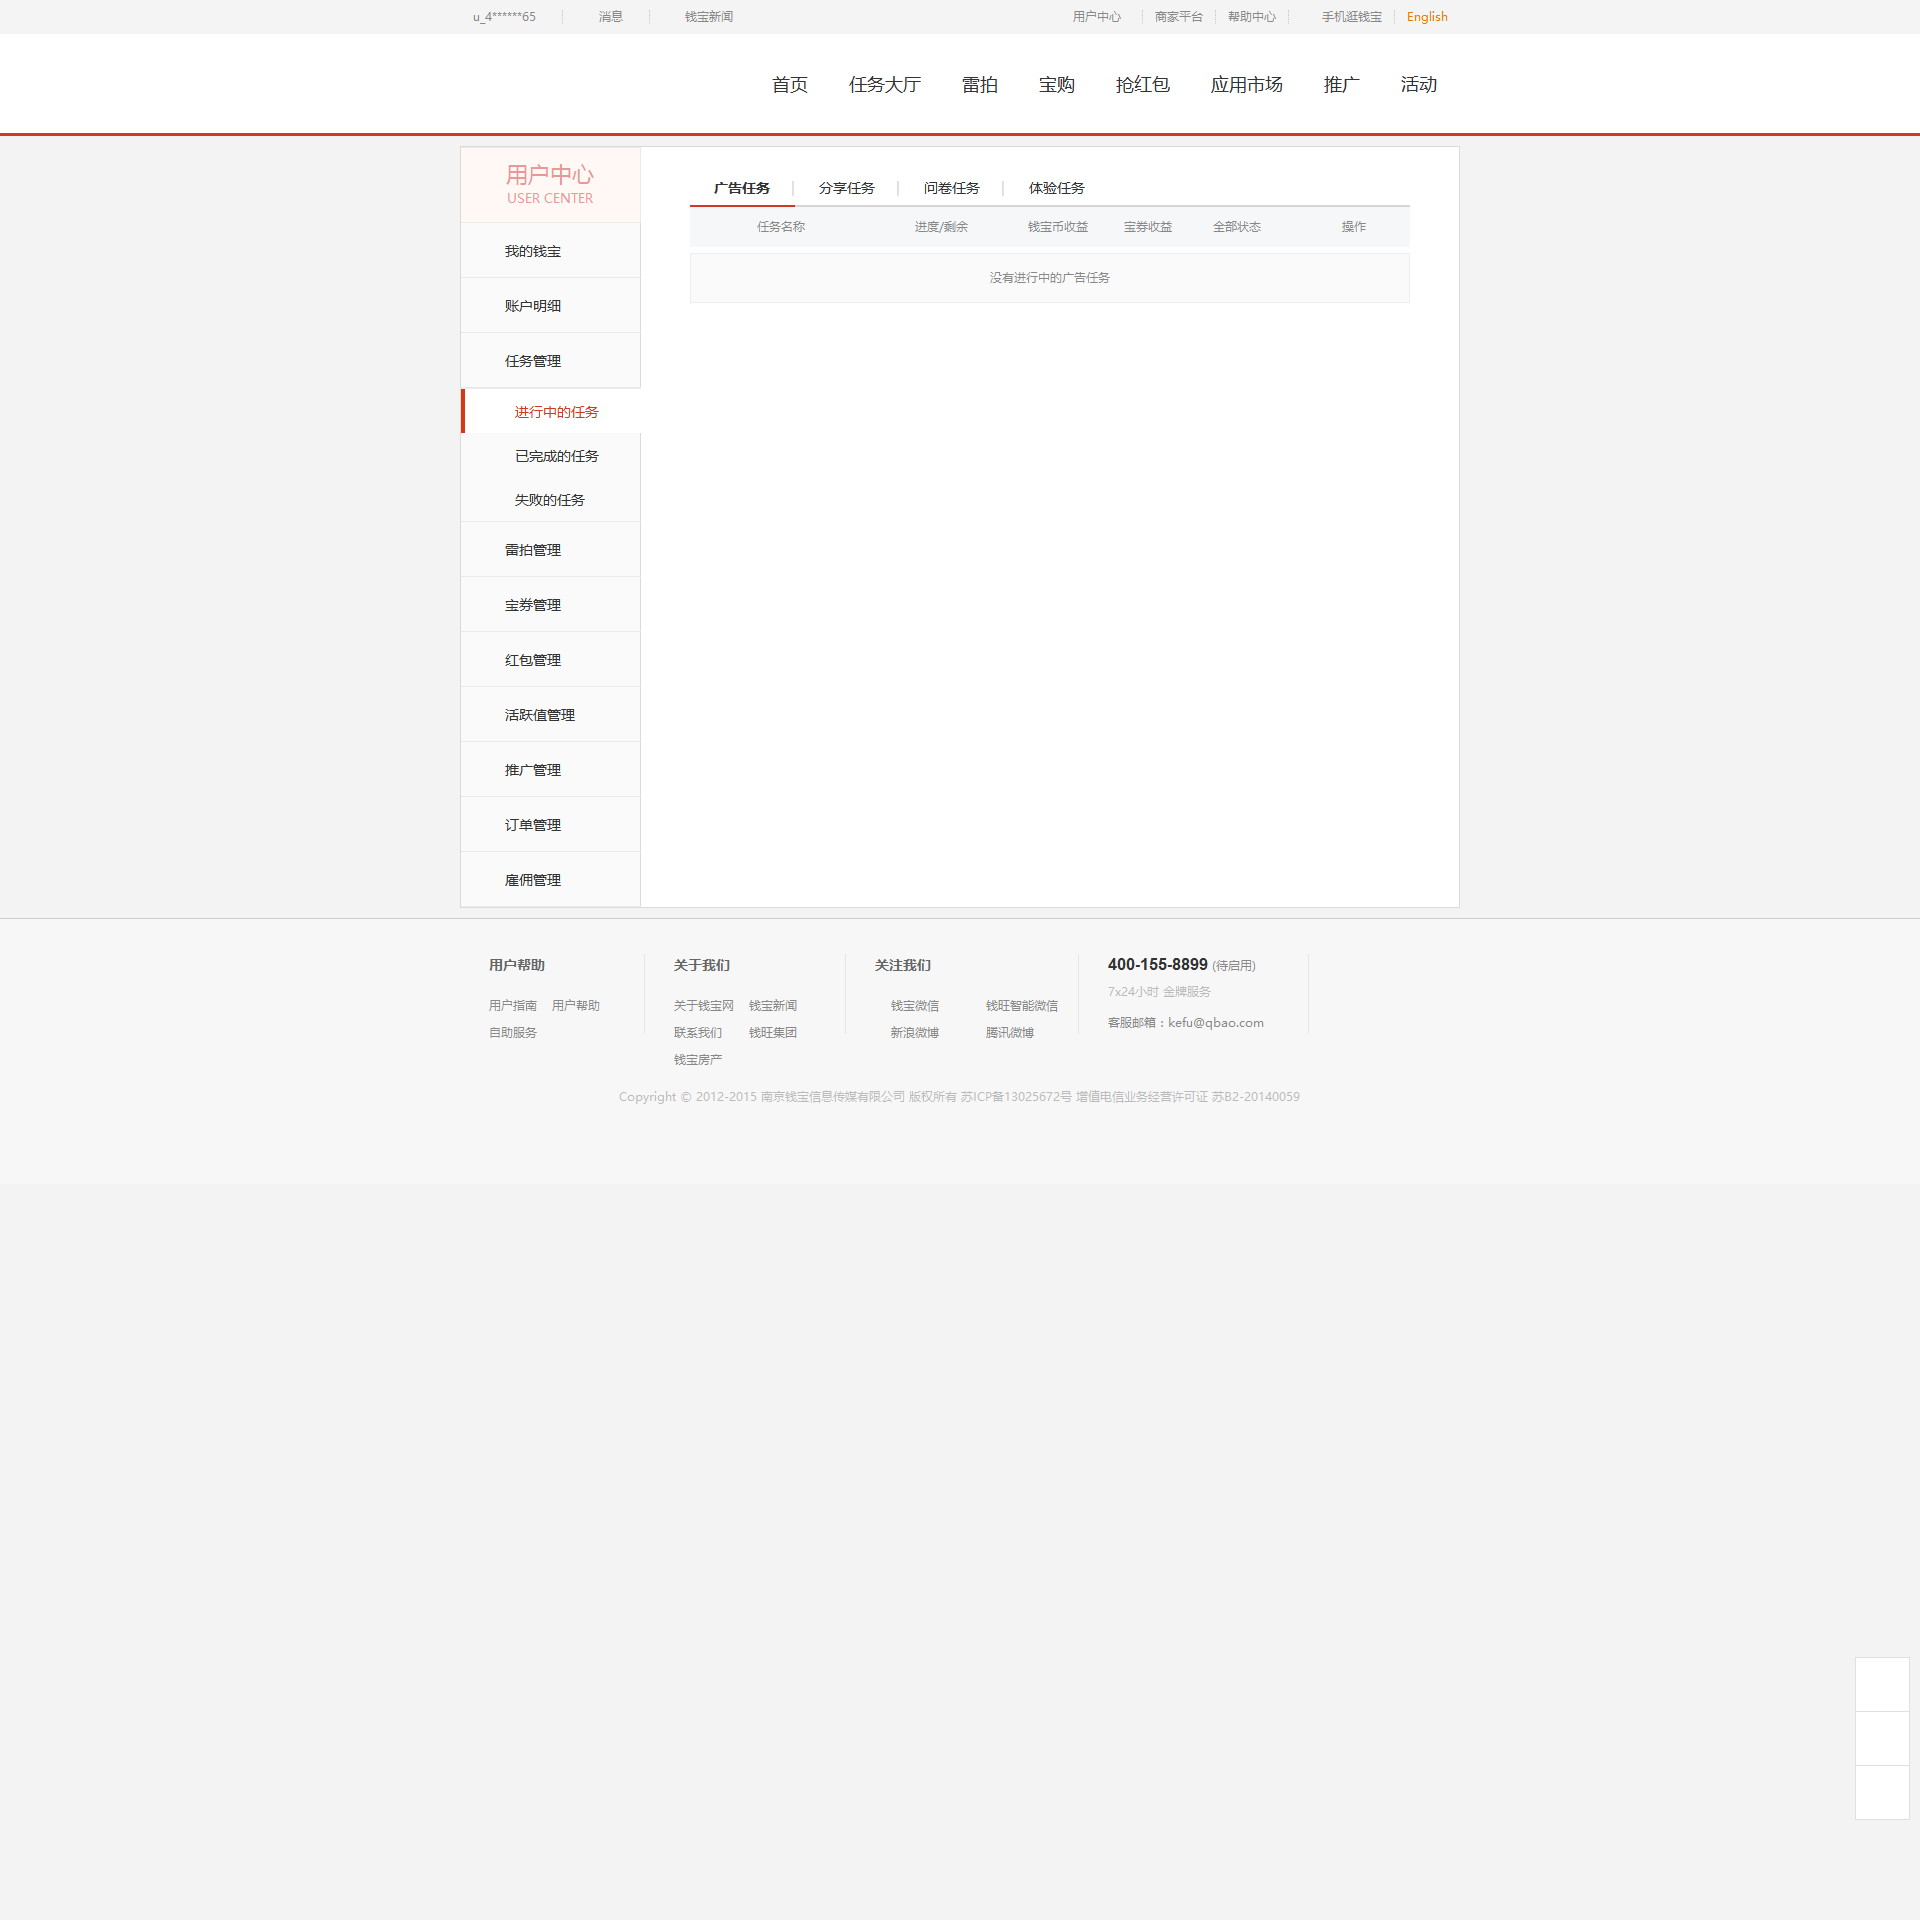 u_4******65 消息 钱宝新闻 用户中心 商家平台 帮助中心 手机逛钱宝 English
首页 任务大厅 雷拍 宝购 抢红包 应用市场 推广 活动
用户中心
USER CENTER
我的钱宝
账户明细
任务管理
进行中的任务
已完成的任务
失败的任务
雷拍管理
宝券管理
红包管理
活跃值管理
推广管理
订单管理
雇佣管理
广告任务 分享任务 问卷任务 体验任务
任务名称 进度/剩余 钱宝币收益 宝券收益 全部状态 操作
没有进行中的广告任务
用户帮助
用户指南 用户帮助
自助服务
关于我们
关于钱宝网 钱宝新闻
联系我们 钱旺集团
钱宝房产
关注我们
钱宝微信 钱旺智能微信
新浪微博 腾讯微博
400-155-8899 (待启用)
7x24小时 金牌服务
客服邮箱：kefu@qbao.com
Copyright © 2012-2015 南京钱宝信息传媒有限公司 版权所有 苏ICP备13025672号 增值电信业务经营许可证 苏B2-20140059